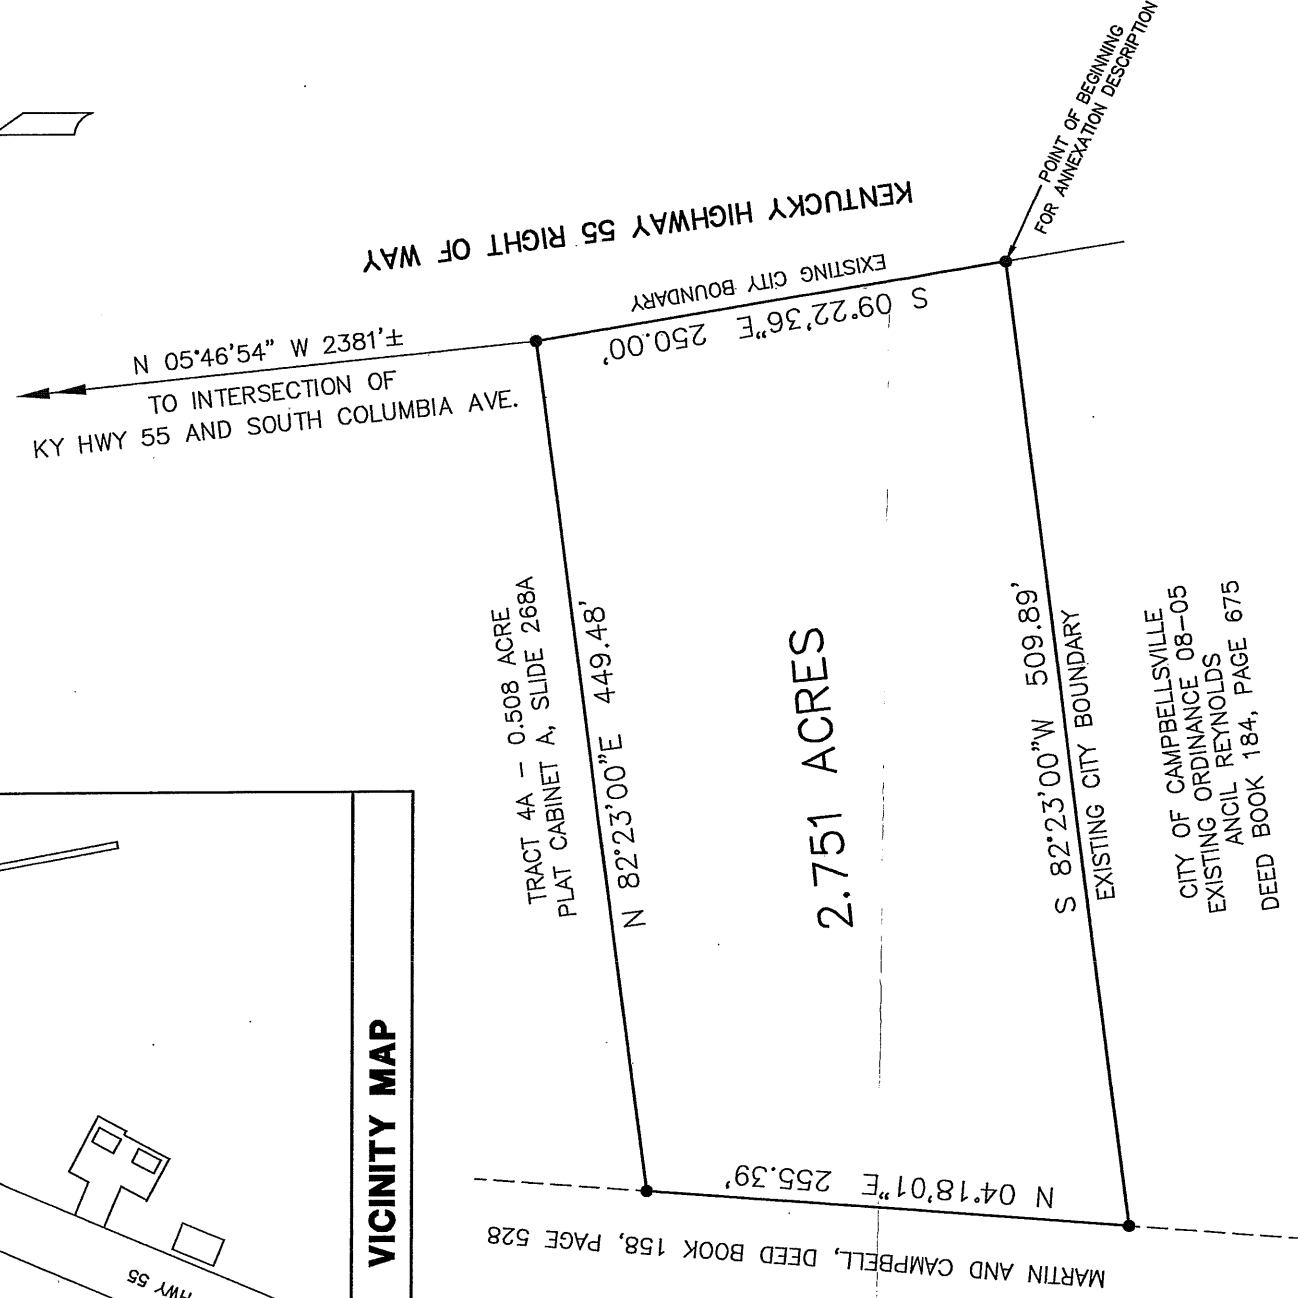 POINT OF BEGINNING
FOR ANNEXATION DESCRIPTION
KENTUCKY HIGHWAY 55 RIGHT OF WAY
EXISTING CITY BOUNDARY
S 09°22'36"E 250.00'
N 05°46'54" W 2381'±
TO INTERSECTION OF
KY HWY 55 AND SOUTH COLUMBIA AVE.
TRACT 4A - 0.508 ACRE
PLAT CABINET A, SLIDE 268A
N 82°23'00"E 449.48'
2.751 ACRES
S 82°23'00"W 509.89'
EXISTING CITY BOUNDARY
CITY OF CAMPBELLSVILLE
EXISTING ORDINANCE 08-05
ANCIL REYNOLDS
DEED BOOK 184, PAGE 675
N 04°18'01"E 255.39'
MARTIN AND CAMPBELL, DEED BOOK 158, PAGE 528
VICINITY MAP
HWY 55